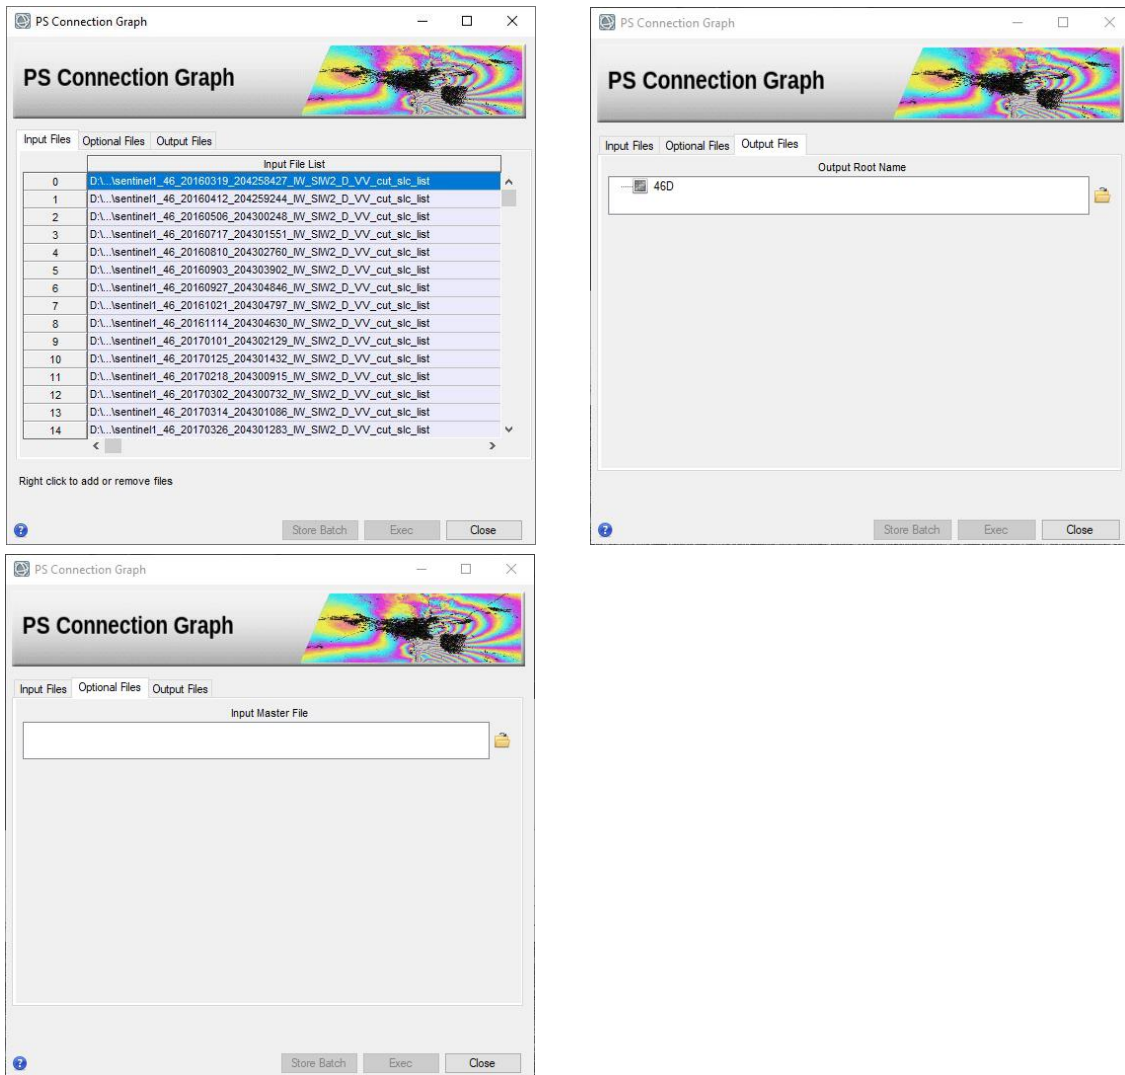 PS Connection Graph
PS Connection Graph
Input Files Optional Files Output Files
Input File List
0 D:\...\sentinel1_46_20160319_204258427_IW_SIW2_D_VV_cut_slc_list
1 D:\...\sentinel1_46_20160412_204259244_IW_SIW2_D_VV_cut_slc_list
2 D:\...\sentinel1_46_20160506_204300248_IW_SIW2_D_VV_cut_slc_list
3 D:\...\sentinel1_46_20160717_204301551_IW_SIW2_D_VV_cut_slc_list
4 D:\...\sentinel1_46_20160810_204302760_IW_SIW2_D_VV_cut_slc_list
5 D:\...\sentinel1_46_20160903_204303902_IW_SIW2_D_VV_cut_slc_list
6 D:\...\sentinel1_46_20160927_204304846_IW_SIW2_D_VV_cut_slc_list
7 D:\...\sentinel1_46_20161021_204304797_IW_SIW2_D_VV_cut_slc_list
8 D:\...\sentinel1_46_20161114_204304630_IW_SIW2_D_VV_cut_slc_list
9 D:\...\sentinel1_46_20170101_204302129_IW_SIW2_D_VV_cut_slc_list
10 D:\...\sentinel1_46_20170125_204301432_IW_SIW2_D_VV_cut_slc_list
11 D:\...\sentinel1_46_20170218_204300915_IW_SIW2_D_VV_cut_slc_list
12 D:\...\sentinel1_46_20170302_204300732_IW_SIW2_D_VV_cut_slc_list
13 D:\...\sentinel1_46_20170314_204301086_IW_SIW2_D_VV_cut_slc_list
14 D:\...\sentinel1_46_20170326_204301283_IW_SIW2_D_VV_cut_slc_list
Right click to add or remove files
Store Batch Exec Close
PS Connection Graph
PS Connection Graph
Input Files Optional Files Output Files
Output Root Name
46D
Store Batch Exec Close
PS Connection Graph
PS Connection Graph
Input Files Optional Files Output Files
Input Master File
Store Batch Exec Close